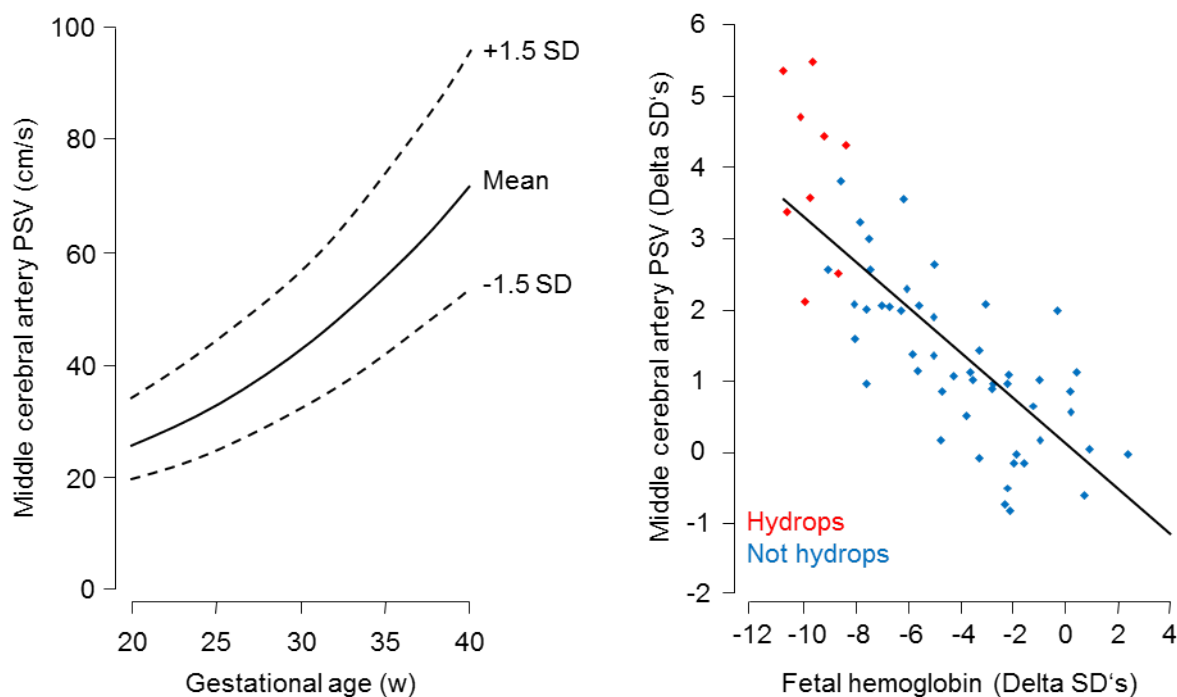 Middle cerebral artery PSV (cm/s)
100
80
60
40
20
0
+1.5 SD
Mean
-1.5 SD
20 25 30 35 40
Gestational age (w)
Middle cerebral artery PSV (Delta SD‘s)
6
5
4
3
2
1
0
-1
-2
Hydrops
Not hydrops
-12 -10 -8 -6 -4 -2 0 2 4
Fetal hemoglobin (Delta SD‘s)